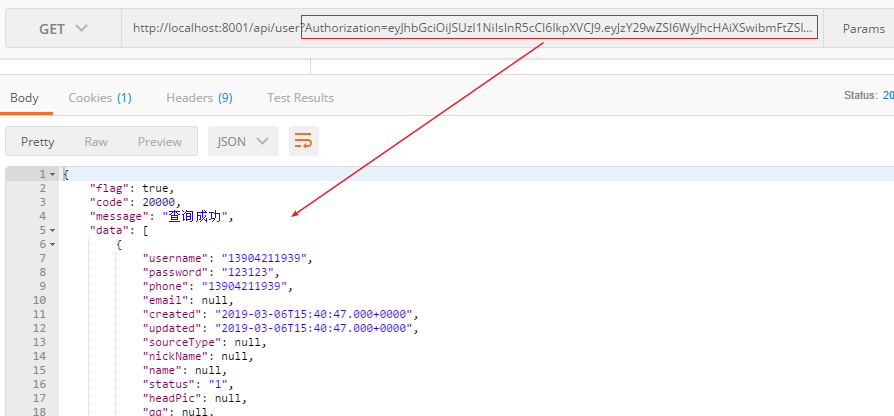 GET http://localhost:8001/api/user?Authorization=eyJhbGciOiJSUzI1NiIsInR5cCI6IkpXVCJ9.eyJzY29wZSI6WyJhcHAiXSwibmFtZSI... Params
Body Cookies (1) Headers (9) Test Results Status: 20
Pretty Raw Preview JSON
1 {
2 "flag": true,
3 "code": 20000,
4 "message": "查询成功",
5 "data": [
6 {
7 "username": "13904211939",
8 "password": "123123",
9 "phone": "13904211939",
10 "email": null,
11 "created": "2019-03-06T15:40:47.000+0000",
12 "updated": "2019-03-06T15:40:47.000+0000",
13 "sourceType": null,
14 "nickName": null,
15 "name": null,
16 "status": "1",
17 "headPic": null,
18 "qq": null,